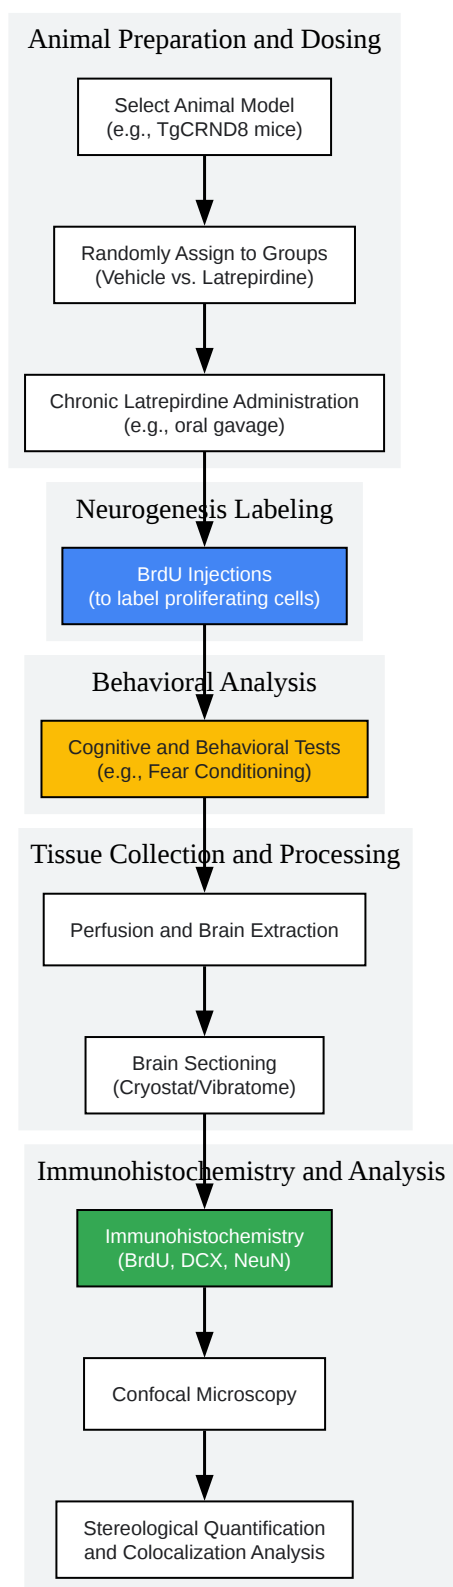 Animal Preparation and Dosing
Select Animal Model
(e.g., TgCRND8 mice)
Randomly Assign to Groups
(Vehicle vs. Latrepirdine)
Chronic Latrepirdine Administration
(e.g., oral gavage)
Neurogenesis Labeling
BrdU Injections
(to label proliferating cells)
Behavioral Analysis
Cognitive and Behavioral Tests
(e.g., Fear Conditioning)
Tissue Collection and Processing
Perfusion and Brain Extraction
Brain Sectioning
(Cryostat/Vibratome)
Immunohistochemistry and Analysis
Immunohistochemistry
(BrdU, DCX, NeuN)
Confocal Microscopy
Stereological Quantification
and Colocalization Analysis